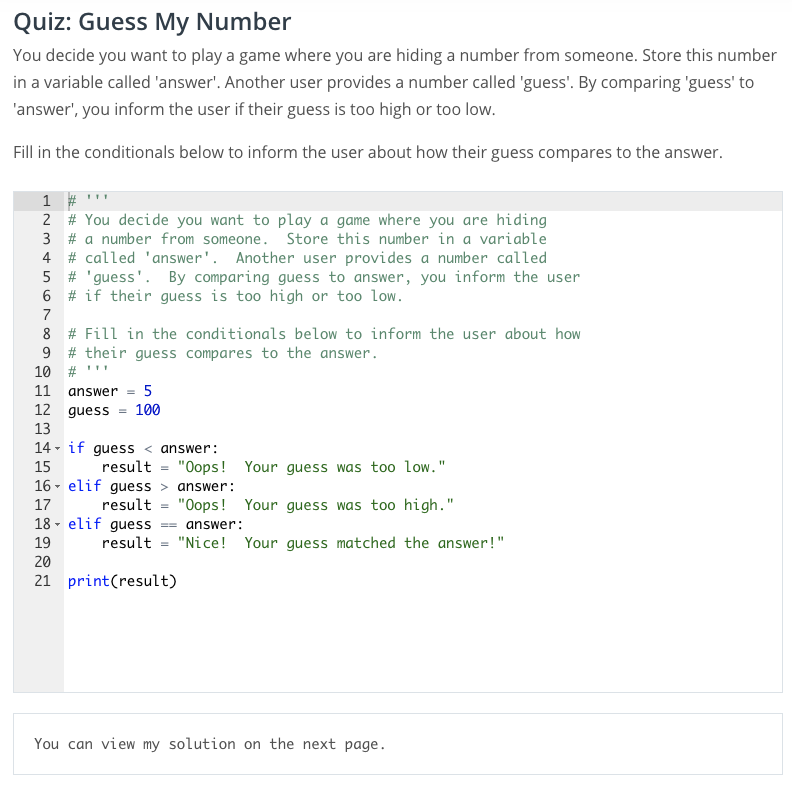 Quiz: Guess My Number
You decide you want to play a game where you are hiding a number from someone. Store this number
in a variable called 'answer'. Another user provides a number called 'guess'. By comparing 'guess' to
'answer', you inform the user if their guess is too high or too low.
Fill in the conditionals below to inform the user about how their guess compares to the answer.
1 # '''
2 # You decide you want to play a game where you are hiding
3 # a number from someone.  Store this number in a variable
4 # called 'answer'.  Another user provides a number called
5 # 'guess'.  By comparing guess to answer, you inform the user
6 # if their guess is too high or too low.
7
8 # Fill in the conditionals below to inform the user about how
9 # their guess compares to the answer.
10 # '''
11 answer = 5
12 guess = 100
13
14 if guess < answer:
15     result = "Oops!  Your guess was too low."
16 elif guess > answer:
17     result = "Oops!  Your guess was too high."
18 elif guess == answer:
19     result = "Nice!  Your guess matched the answer!"
20
21 print(result)
You can view my solution on the next page.